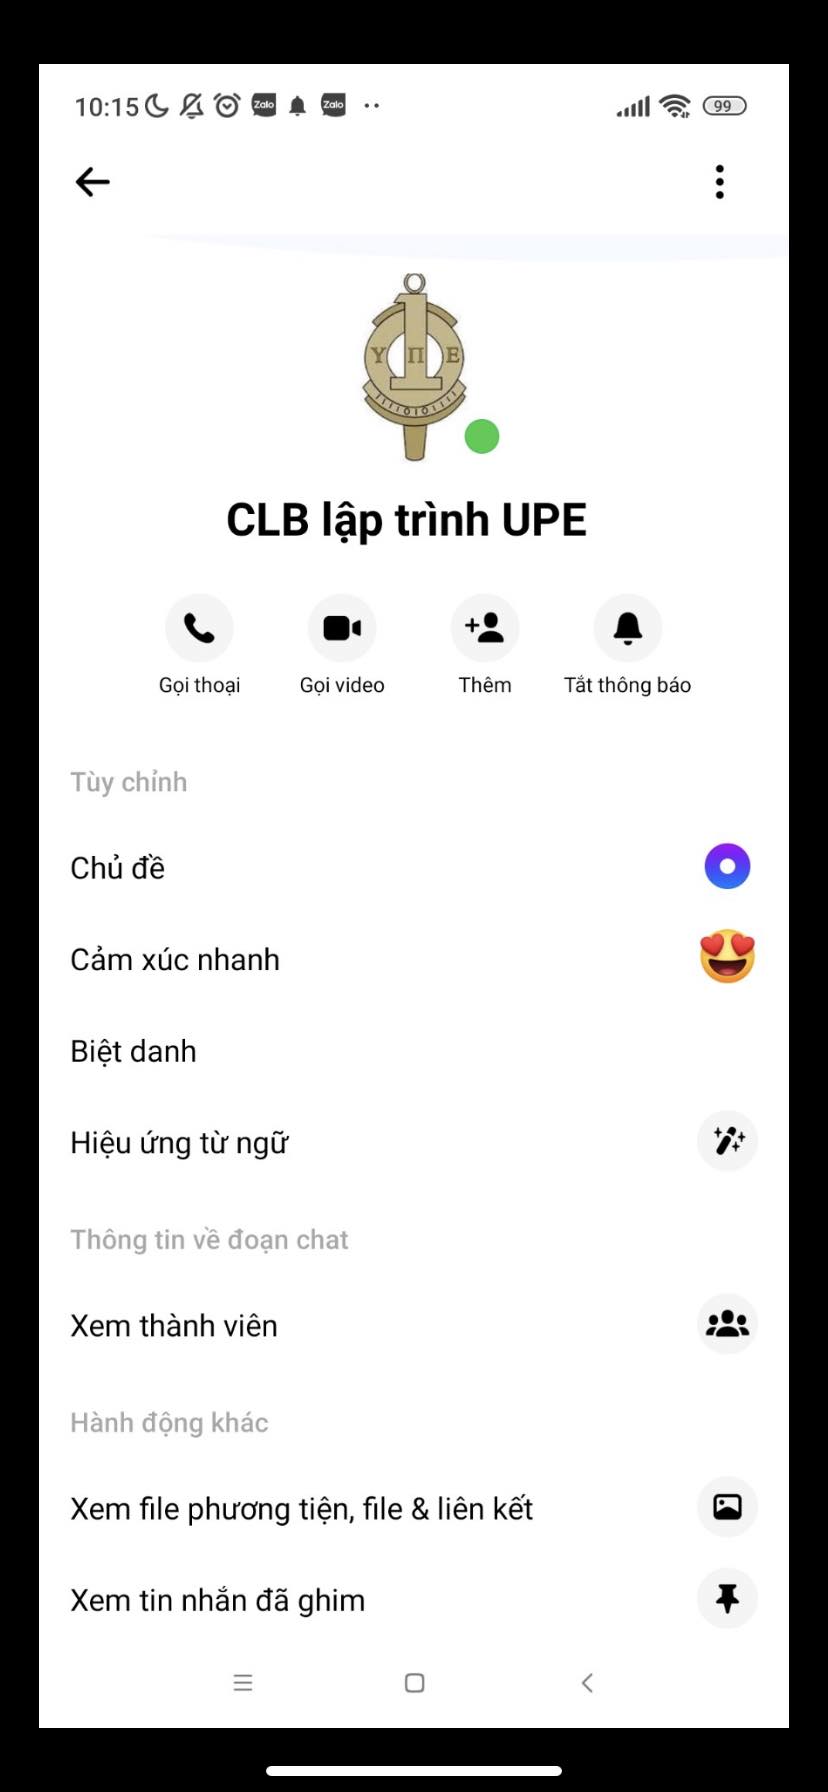 10:15 Zalo Zalo 99
Υ Π Ε
CLB lập trình UPE
Gọi thoại Gọi video Thêm Tắt thông báo
Tùy chỉnh
Chủ đề
Cảm xúc nhanh
Biệt danh
Hiệu ứng từ ngữ
Thông tin về đoạn chat
Xem thành viên
Hành động khác
Xem file phương tiện, file & liên kết
Xem tin nhắn đã ghim